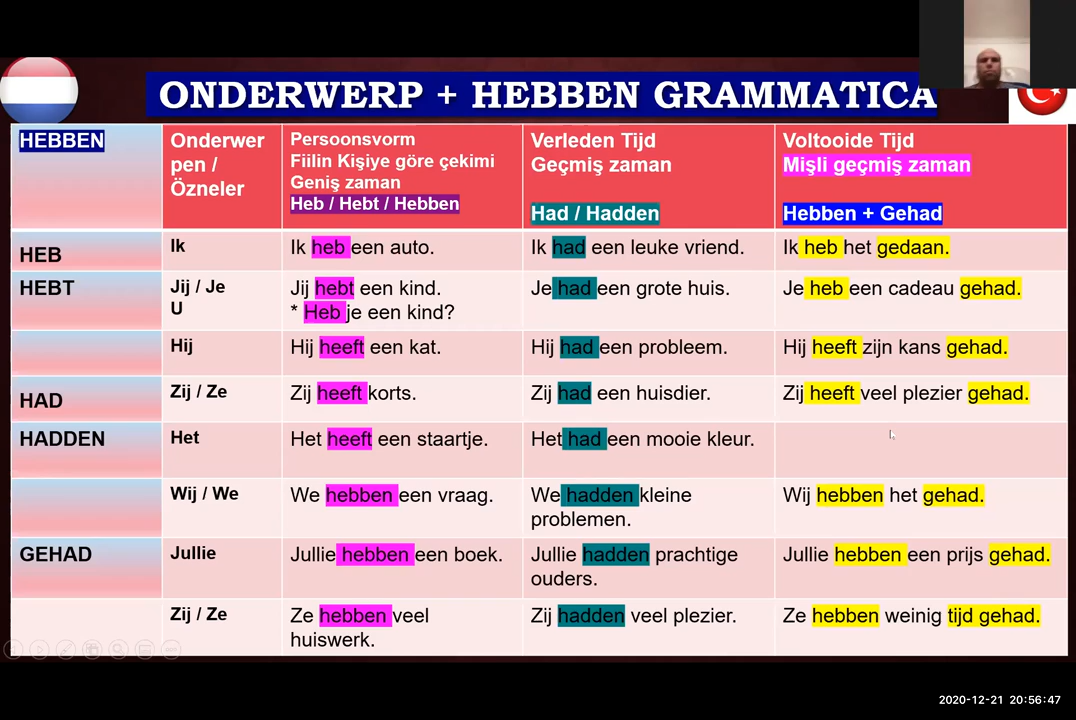 ONDERWERP + HEBBEN GRAMMATICA
HEBBEN
Onderwer
pen /
Özneler
Persoonsvorm
Fiilin Kişiye göre çekimi
Geniş zaman
Heb / Hebt / Hebben
Verleden Tijd
Geçmiş zaman
Had / Hadden
Voltooide Tijd
Mişli geçmiş zaman
Hebben + Gehad
HEB
Ik
Ik heb een auto.
Ik had een leuke vriend.
Ik heb het gedaan.
HEBT
Jij / Je
U
Jij hebt een kind.
* Heb je een kind?
Je had een grote huis.
Je heb een cadeau gehad.
Hij
Hij heeft een kat.
Hij had een probleem.
Hij heeft zijn kans gehad.
HAD
Zij / Ze
Zij heeft korts.
Zij had een huisdier.
Zij heeft veel plezier gehad.
HADDEN
Het
Het heeft een staartje.
Het had een mooie kleur.
Wij / We
We hebben een vraag.
We hadden kleine
problemen.
Wij hebben het gehad.
GEHAD
Jullie
Jullie hebben een boek.
Jullie hadden prachtige
ouders.
Jullie hebben een prijs gehad.
Zij / Ze
Ze hebben veel
huiswerk.
Zij hadden veel plezier.
Ze hebben weinig tijd gehad.
2020-12-21 20:56:47